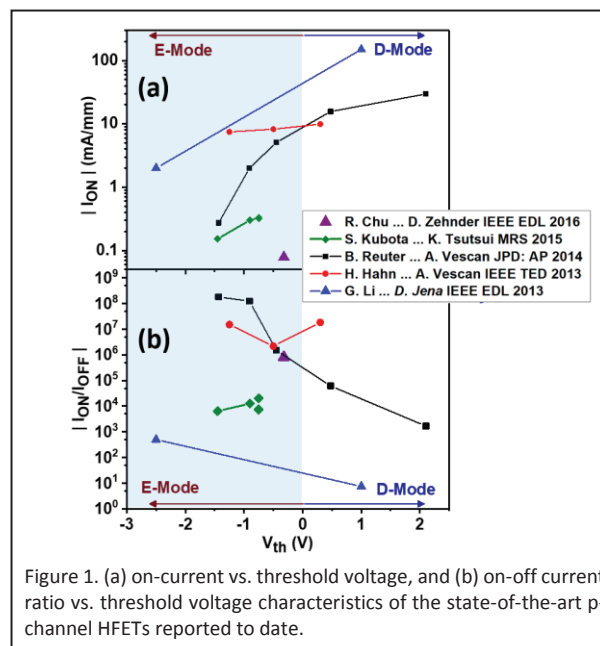 E-Mode D-Mode
(a)
| I_ON | (mA/mm)
100
10
1
0.1
R. Chu ... D. Zehnder IEEE EDL 2016
S. Kubota ... K. Tsutsui MRS 2015
B. Reuter ... A. Vescan JPD: AP 2014
H. Hahn ... A. Vescan IEEE TED 2013
G. Li ... D. Jena IEEE EDL 2013
(b)
| I_ON/I_OFF |
10⁹
10⁸
10⁷
10⁶
10⁵
10⁴
10³
10²
10¹
10⁰
E-Mode D-Mode
-3 -2 -1 0 1 2
V_th (V)
Figure 1. (a) on-current vs. threshold voltage, and (b) on-off current
ratio vs. threshold voltage characteristics of the state-of-the-art p-
channel HFETs reported to date.